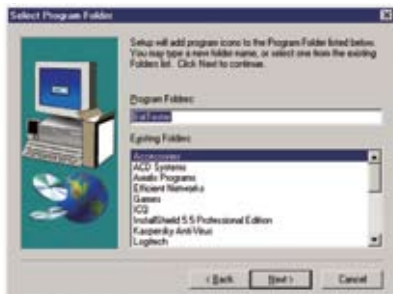 Select Program Folder
Setup will add program icons to the Program Folder listed below.
You may type a new folder name, or select one from the existing
Folders list. Click Next to continue.
Program Folders:
Existing Folders:
Accessories
ACD Systems
Programs
Efficient Networks
Games
ICQ
InstallShield 5.5 Professional Edition
Kaspersky Anti-Virus
Logitech
< Back
Next >
Cancel